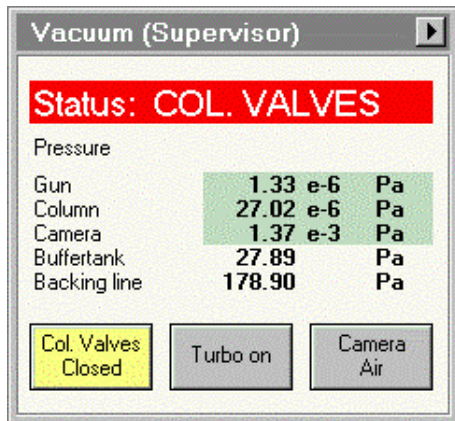 Vacuum (Supervisor)
Status: COL. VALVES
Pressure
Gun 1.33 e-6 Pa
Column 27.02 e-6 Pa
Camera 1.37 e-3 Pa
Buffertank 27.89 Pa
Backing line 178.90 Pa
Col. Valves
Closed
Turbo on
Camera
Air